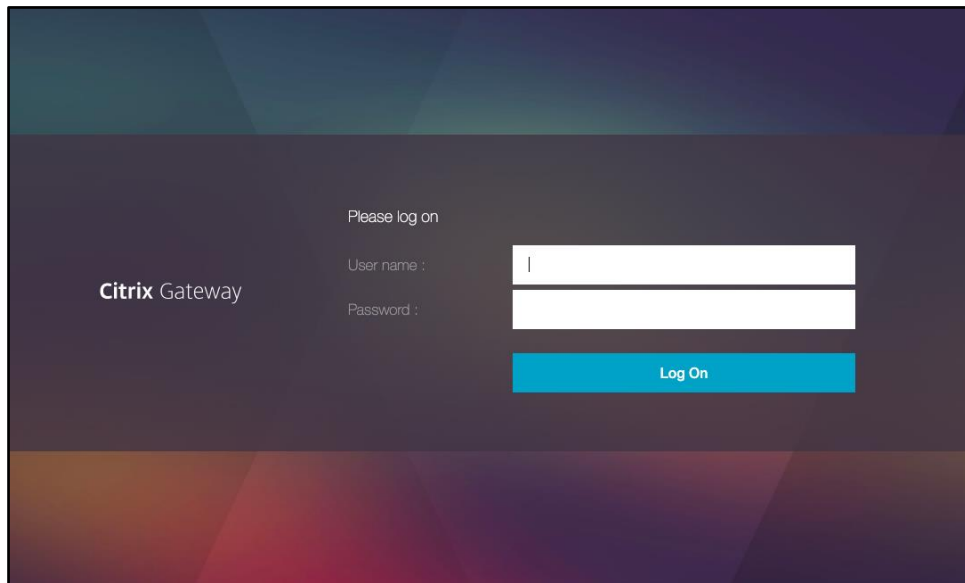 Please log on
User name :
Citrix Gateway
Password :
Log On